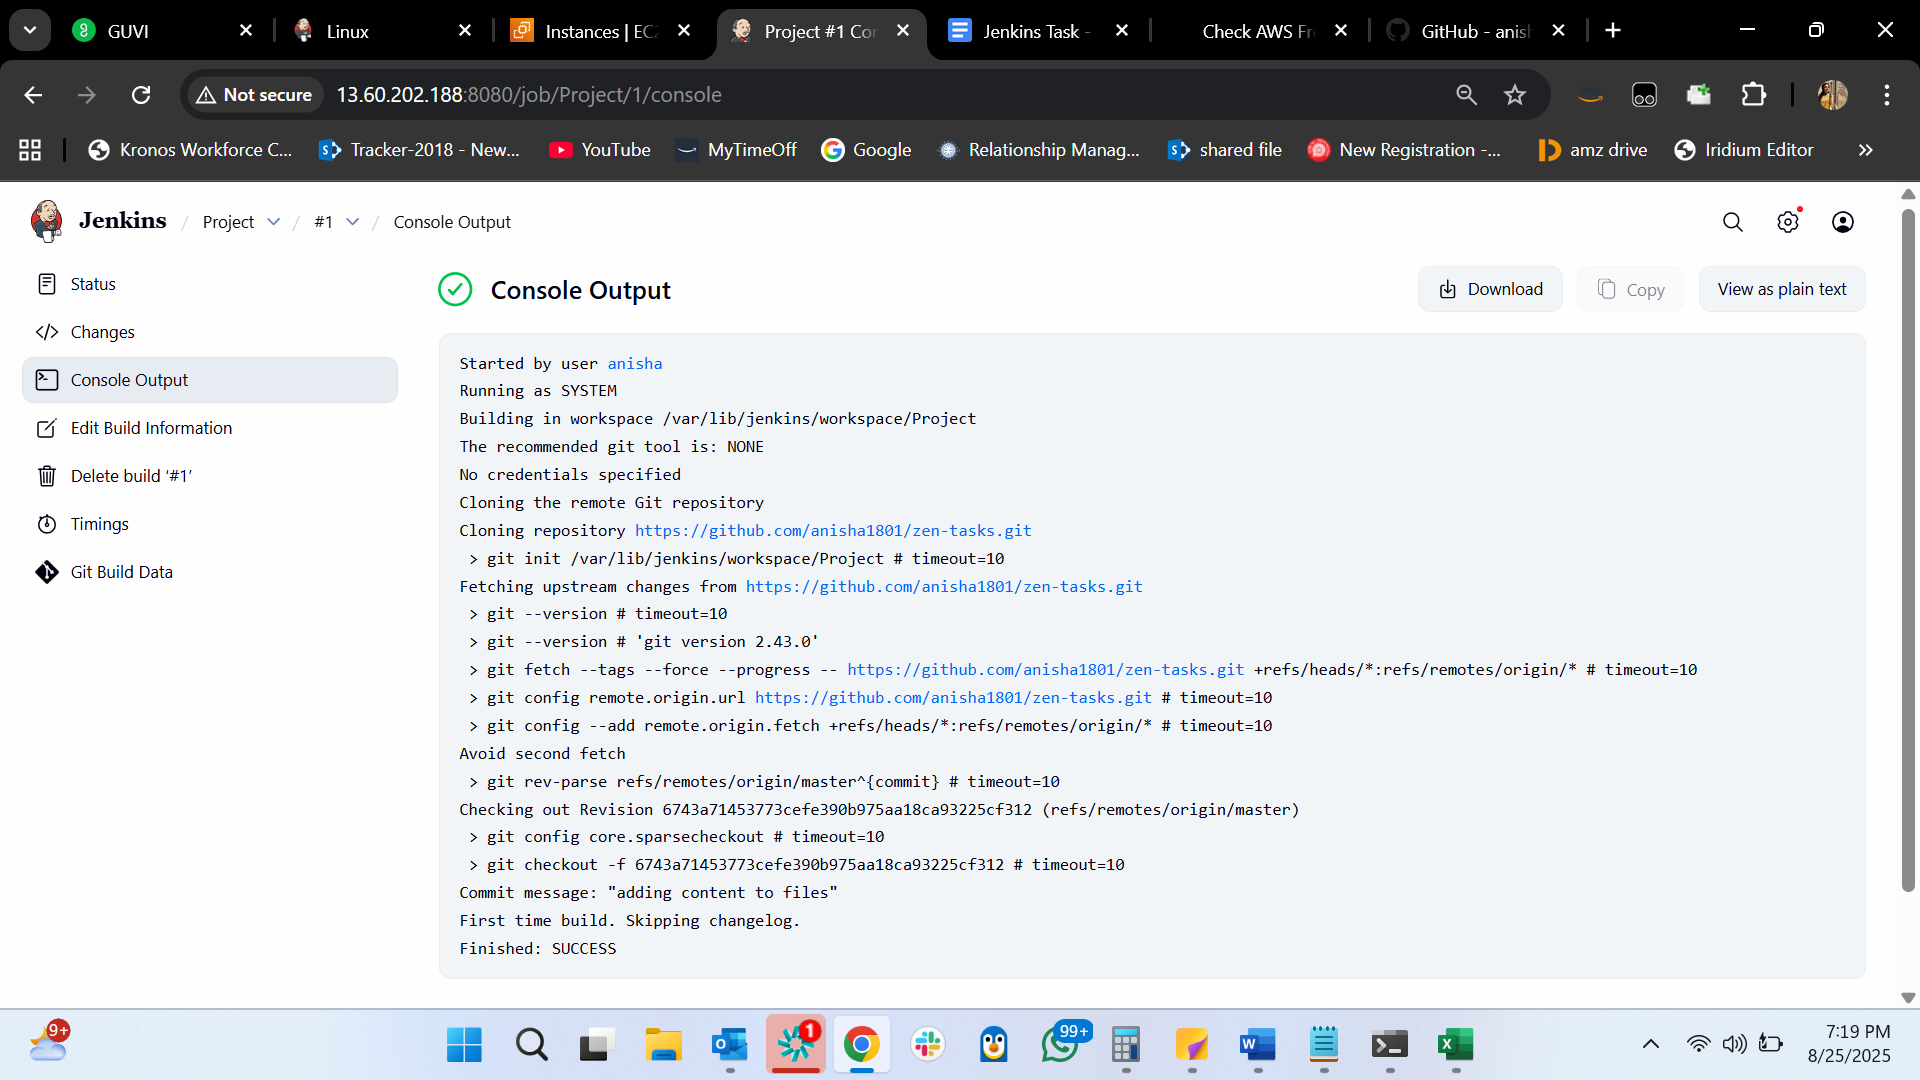 GUVI
Linux
Instances | EC2
Project #1 Con
Jenkins Task -
Check AWS Fr
GitHub - anish
Not secure
13.60.202.188:8080/job/Project/1/console
Kronos Workforce C...
Tracker-2018 - New...
YouTube
MyTimeOff
Google
Relationship Manag...
shared file
New Registration -...
amz drive
Iridium Editor
Jenkins / Project / #1 / Console Output
Status
Changes
Console Output
Edit Build Information
Delete build ‘#1’
Timings
Git Build Data
Console Output
Download
Copy
View as plain text
Started by user anisha
Running as SYSTEM
Building in workspace /var/lib/jenkins/workspace/Project
The recommended git tool is: NONE
No credentials specified
Cloning the remote Git repository
Cloning repository https://github.com/anisha1801/zen-tasks.git
> git init /var/lib/jenkins/workspace/Project # timeout=10
Fetching upstream changes from https://github.com/anisha1801/zen-tasks.git
> git --version # timeout=10
> git --version # 'git version 2.43.0'
> git fetch --tags --force --progress -- https://github.com/anisha1801/zen-tasks.git +refs/heads/*:refs/remotes/origin/* # timeout=10
> git config remote.origin.url https://github.com/anisha1801/zen-tasks.git # timeout=10
> git config --add remote.origin.fetch +refs/heads/*:refs/remotes/origin/* # timeout=10
Avoid second fetch
> git rev-parse refs/remotes/origin/master^{commit} # timeout=10
Checking out Revision 6743a71453773cefe390b975aa18ca93225cf312 (refs/remotes/origin/master)
> git config core.sparsecheckout # timeout=10
> git checkout -f 6743a71453773cefe390b975aa18ca93225cf312 # timeout=10
Commit message: "adding content to files"
First time build. Skipping changelog.
Finished: SUCCESS
9+
1
99+
7:19 PM
8/25/2025